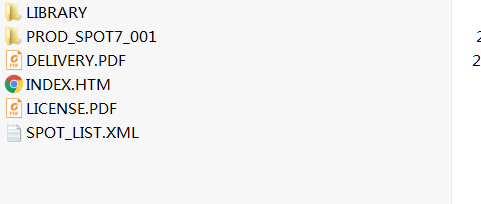 LIBRARY
PROD_SPOT7_001
DELIVERY.PDF
INDEX.HTM
LICENSE.PDF
SPOT_LIST.XML